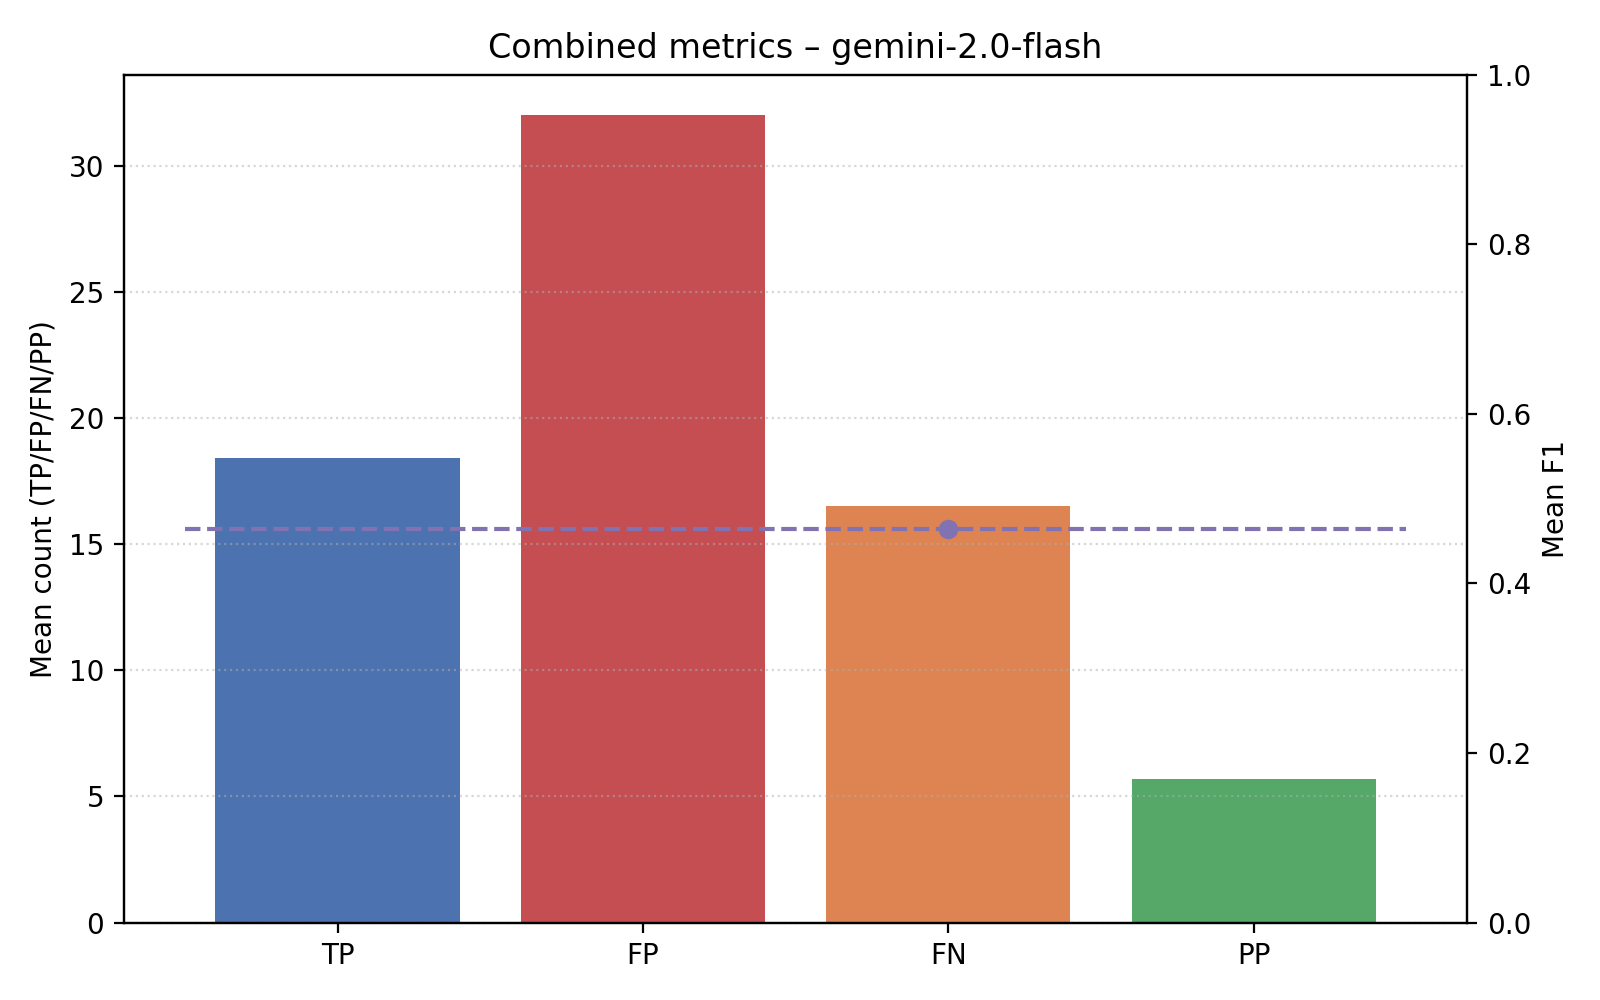 Combined metrics – gemini-2.0-flash
Mean count (TP/FP/FN/PP)
30
25
20
15
10
5
0
TP
FP
FN
PP
1.0
0.8
0.6
0.4
0.2
0.0
Mean F1